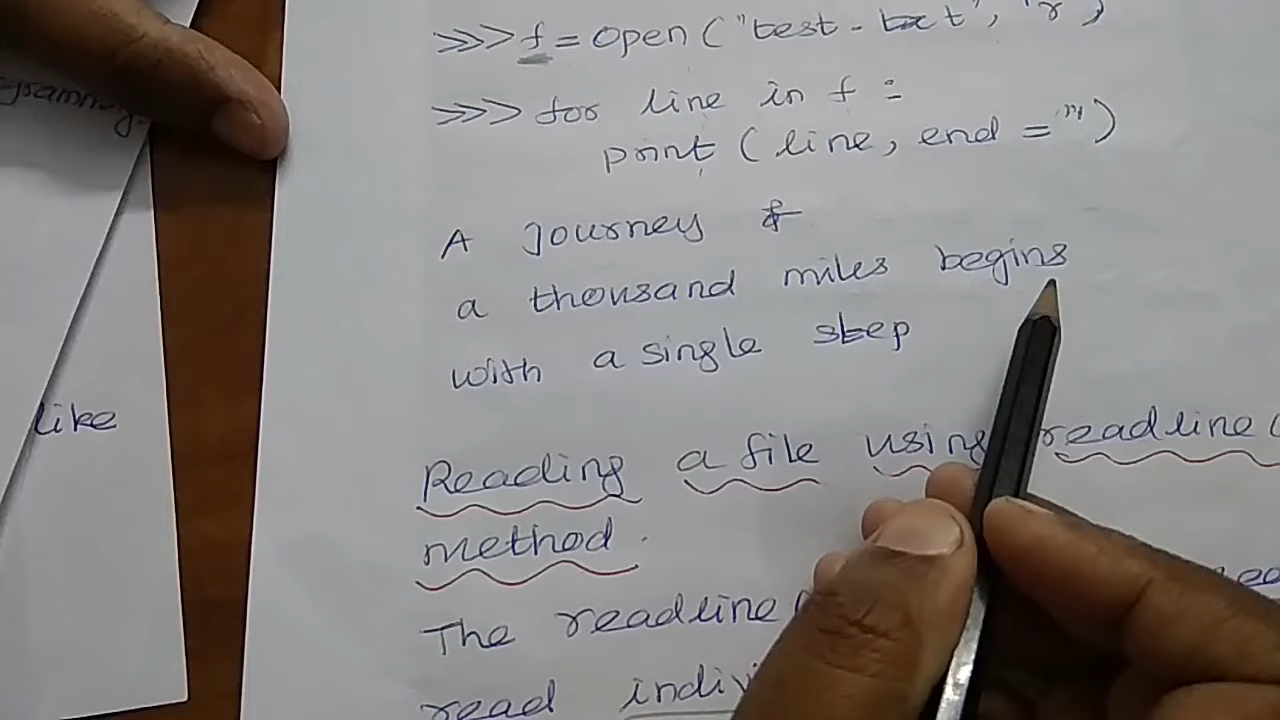 >>> f = open ("test-txt", "r")
>>> for line in f :
print (line, end = "")
A Journey of
a thousand miles begins
with a single step
like
Reading a file using readline(
method.
The readline(
read